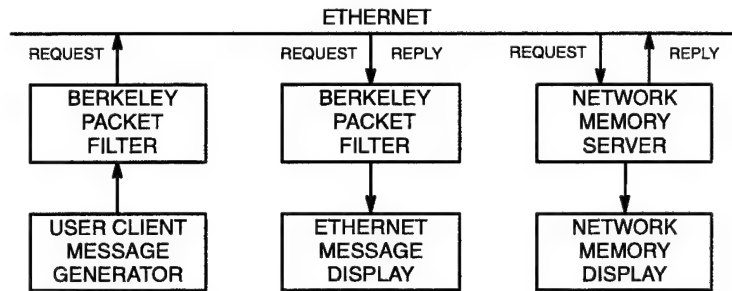 ETHERNET
REQUEST
REQUEST
REPLY
REQUEST
REPLY
BERKELEY
PACKET
FILTER
BERKELEY
PACKET
FILTER
NETWORK
MEMORY
SERVER
USER CLIENT
MESSAGE
GENERATOR
ETHERNET
MESSAGE
DISPLAY
NETWORK
MEMORY
DISPLAY